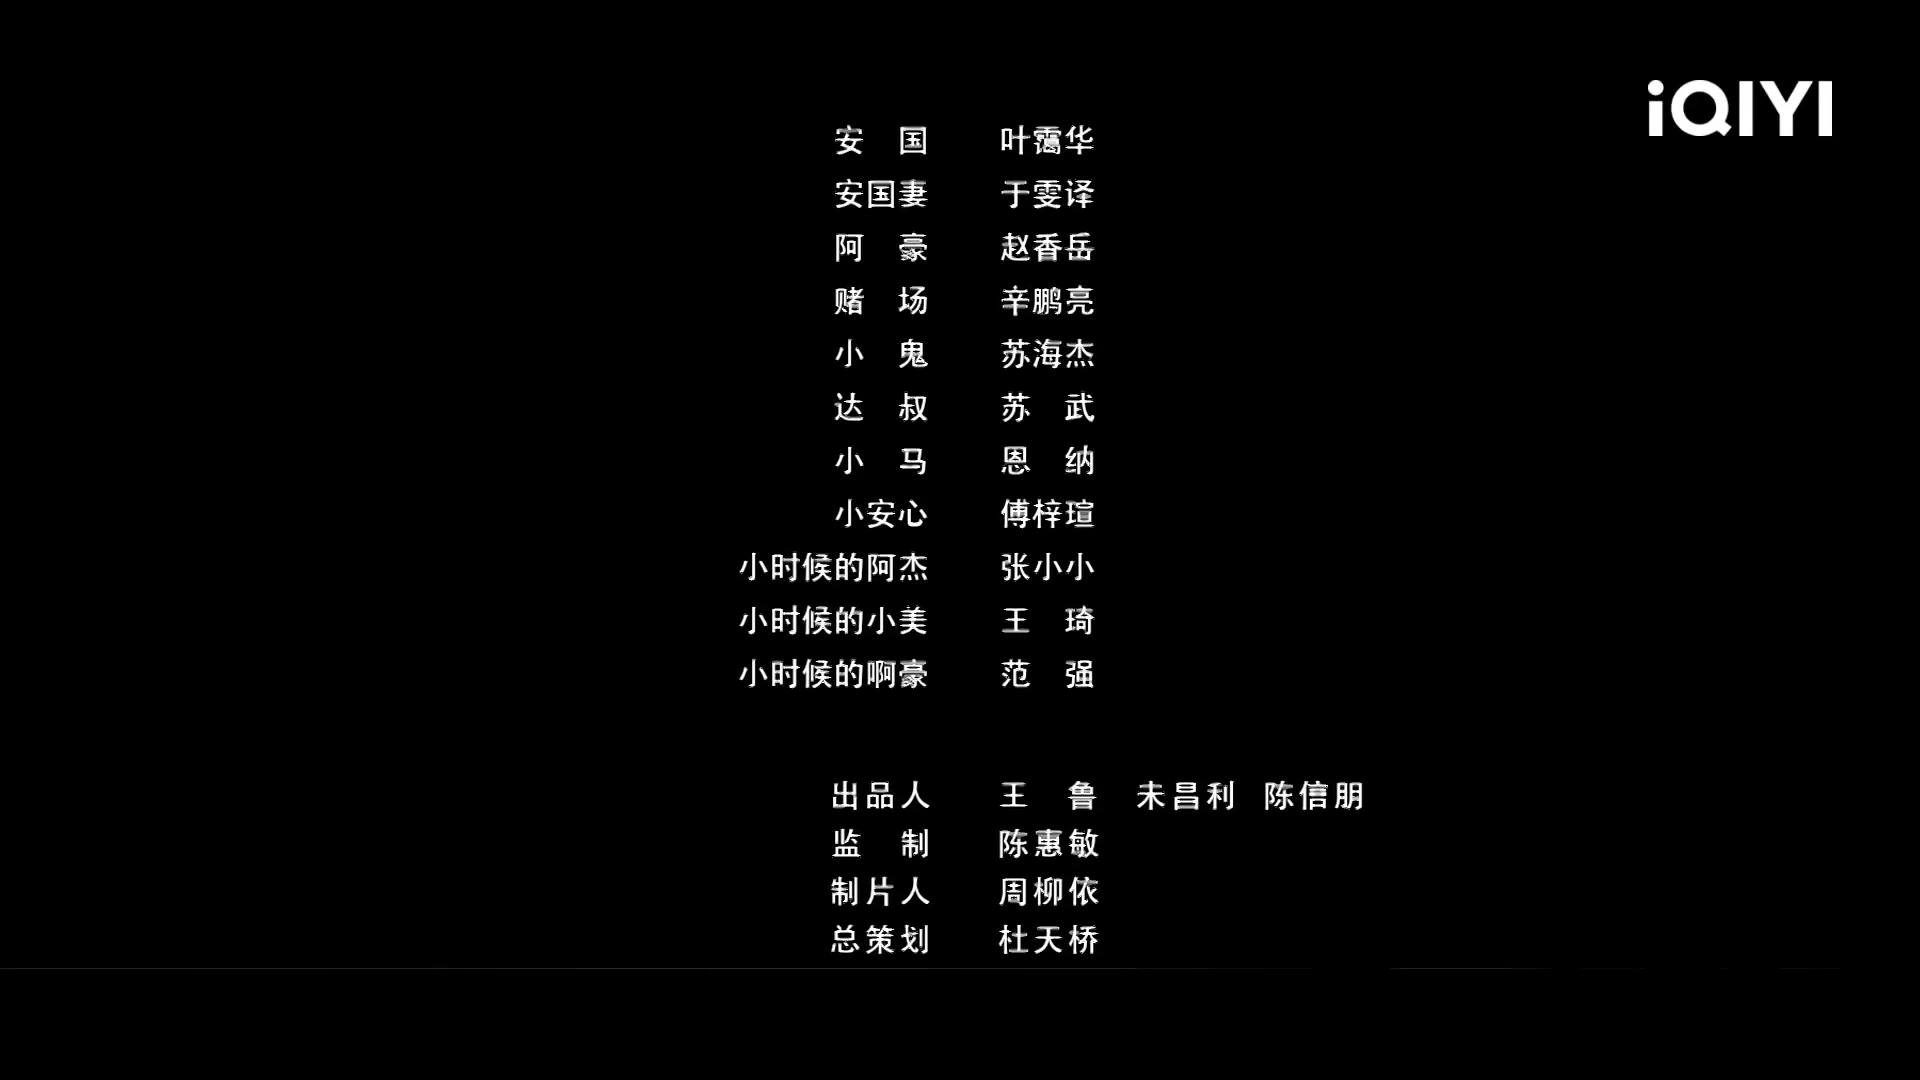 iQIYI
安 国 叶霭华
安国妻 于雯译
阿 豪 赵香岳
赌 场 辛鹏亮
小 鬼 苏海杰
达 叔 苏 武
小 马 恩 纳
小安心 傅梓瑄
小时候的阿杰 张小小
小时候的小美 王 琦
小时候的啊豪 范 强
出品人 王 鲁 未昌利 陈信朋
监 制 陈惠敏
制片人 周柳依
总策划 杜天桥